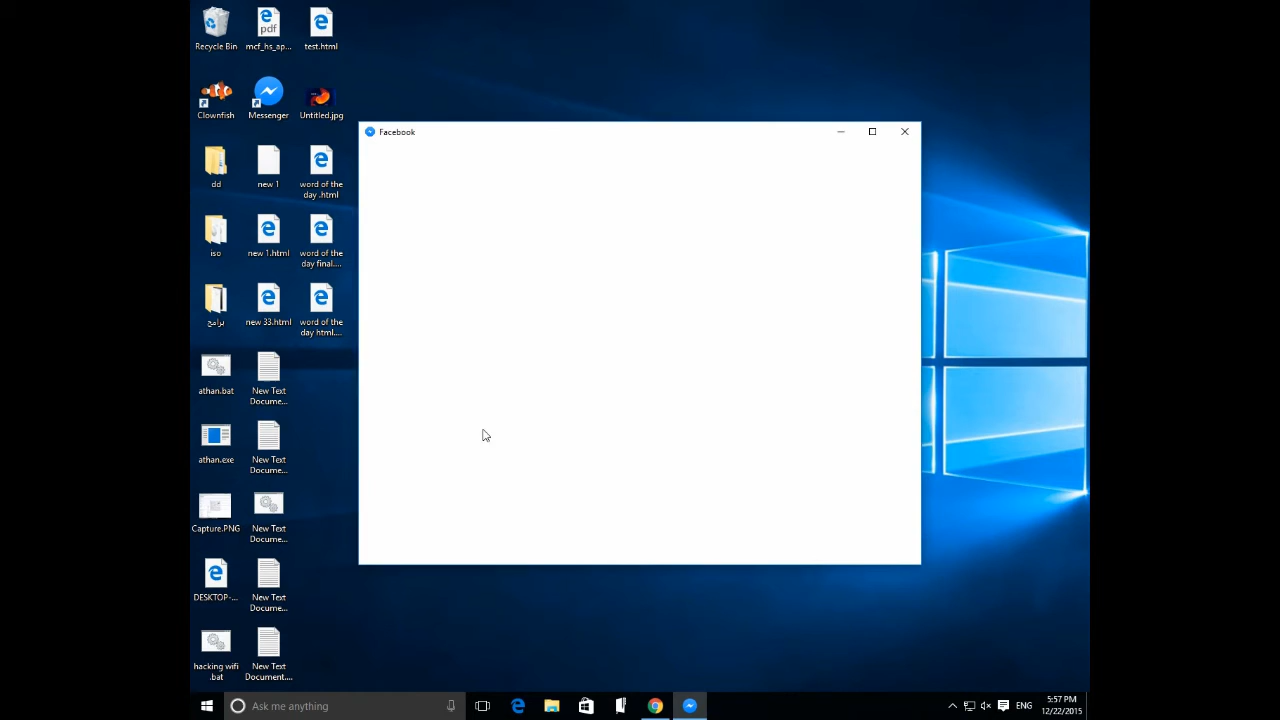 Recycle Bin
mcf_hs_ap...
pdf
test.html
Clownfish
Messenger
Untitled.jpg
dd
new 1
word of the
day .html
iso
new 1.html
word of the
day final....
برامج
new 33.html
word of the
day html....
athan.bat
New Text
Docume...
athan.exe
New Text
Docume...
Capture.PNG
New Text
Docume...
DESKTOP-...
New Text
Docume...
hacking wifi
.bat
New Text
Document....
Facebook
Ask me anything
ENG
5:57 PM
12/22/2015